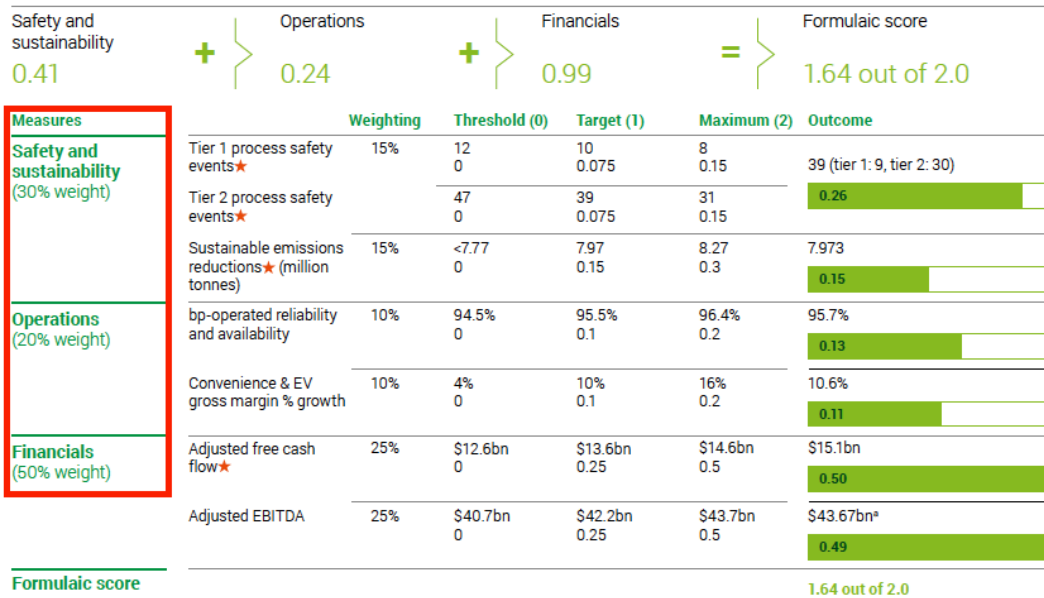 Safety and
sustainability
0.41
+
Operations
0.24
+
Financials
0.99
=
Formulaic score
1.64 out of 2.0
Measures Weighting Threshold (0) Target (1) Maximum (2) Outcome
Safety and
sustainability
(30% weight)
Tier 1 process safety
events★
15% 12 10 8
0 0.075 0.15
39 (tier 1: 9, tier 2: 30)
0.26
Tier 2 process safety
events★
47 39 31
0 0.075 0.15
Sustainable emissions
reductions★ (million
tonnes)
15% <7.77 7.97 8.27 7.973
0 0.15 0.3
0.15
Operations
(20% weight)
bp-operated reliability
and availability
10% 94.5% 95.5% 96.4% 95.7%
0 0.1 0.2
0.13
Convenience & EV
gross margin % growth
10% 4% 10% 16% 10.6%
0 0.1 0.2
0.11
Financials
(50% weight)
Adjusted free cash
flow★
25% $12.6bn $13.6bn $14.6bn $15.1bn
0 0.25 0.5
0.50
Adjusted EBITDA 25% $40.7bn $42.2bn $43.7bn $43.67bnᵃ
0 0.25 0.5
0.49
Formulaic score 1.64 out of 2.0